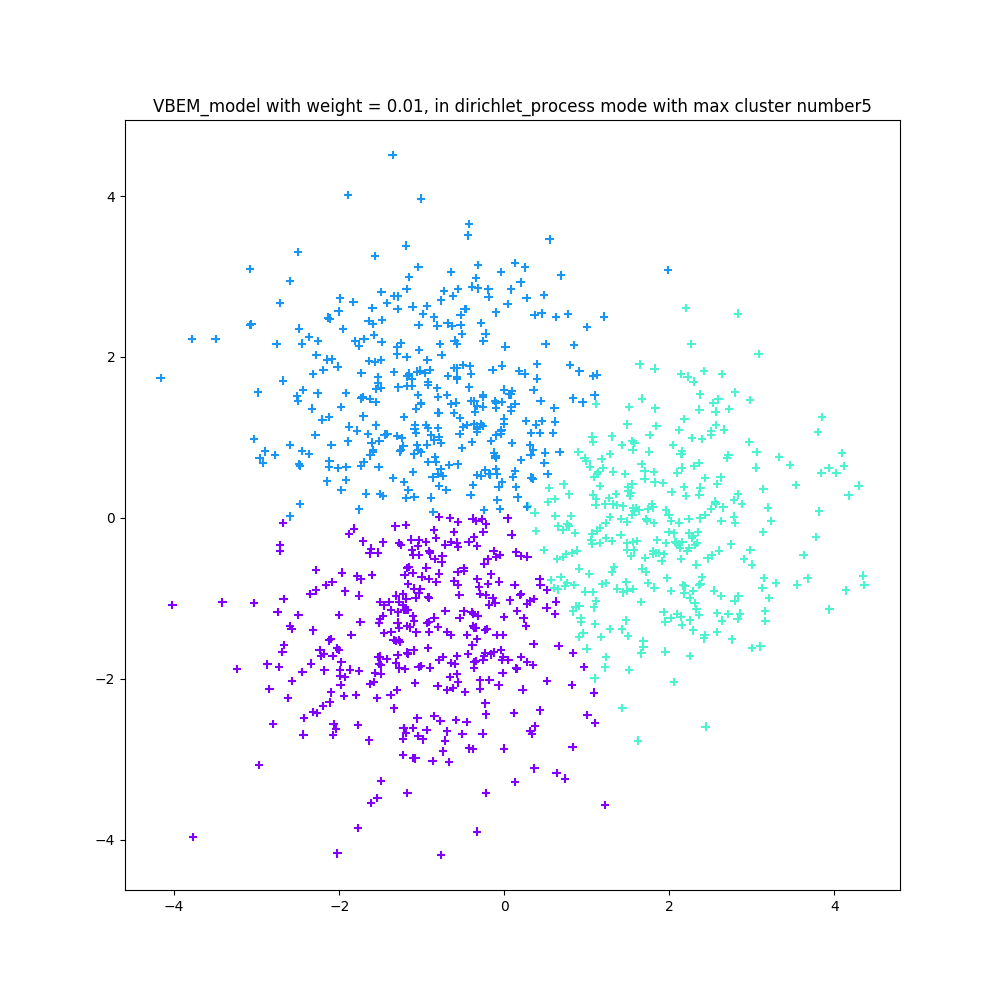 VBEM_model with weight = 0.01, in dirichlet_process mode with max cluster number5
4
2
0
−2
−4
−4 −2 0 2 4